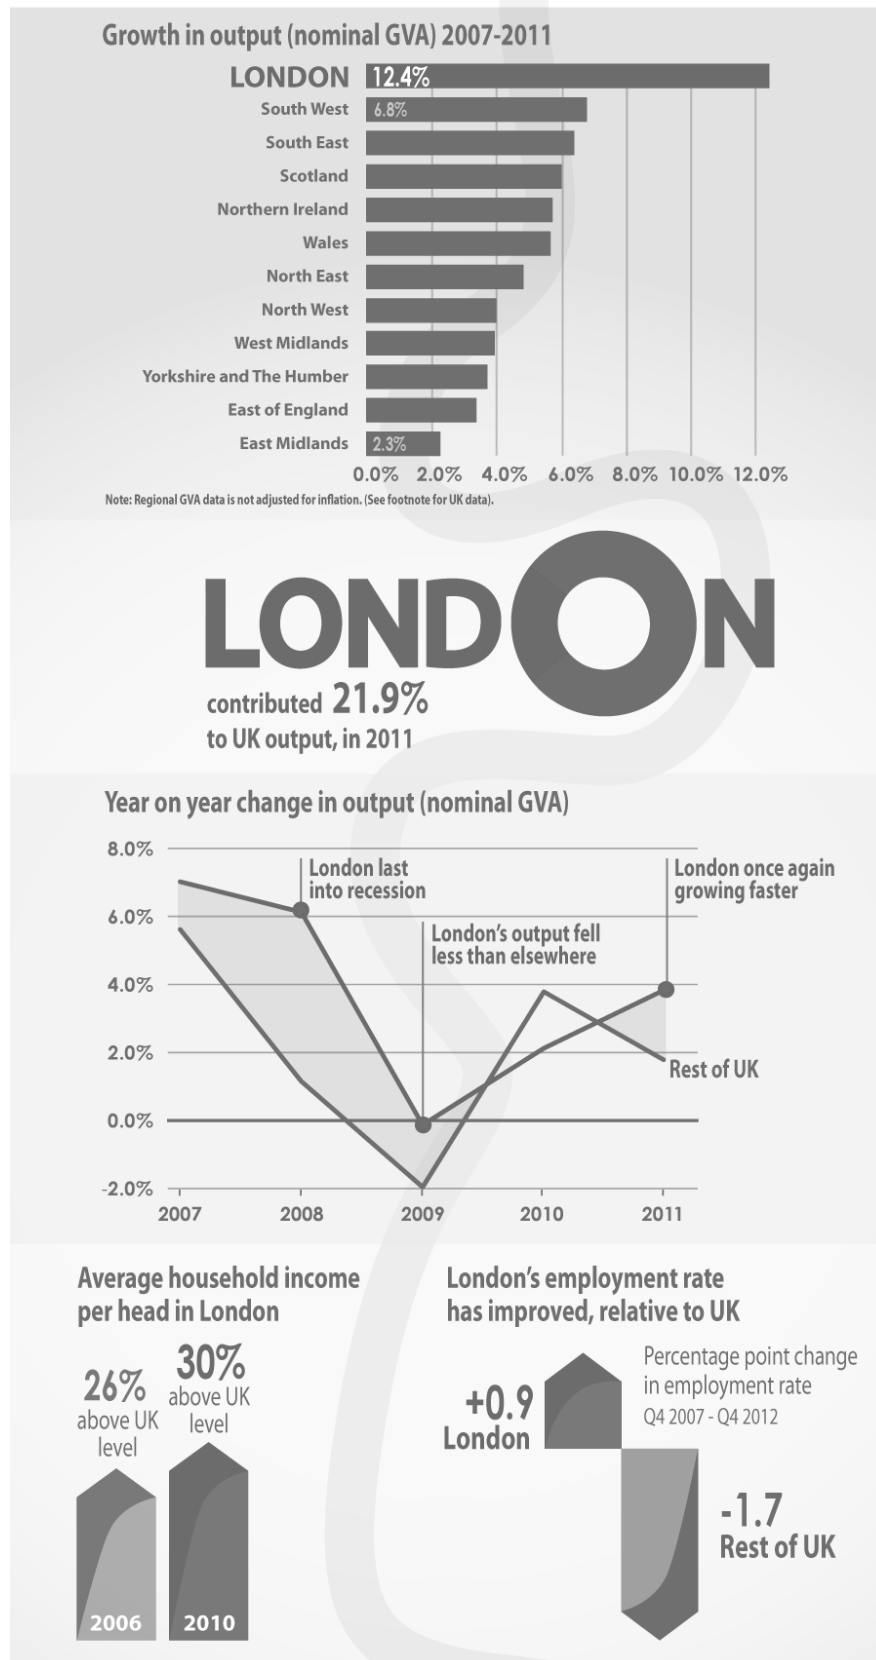 Growth in output (nominal GVA) 2007-2011
LONDON 12.4%
South West 6.8%
South East
Scotland
Northern Ireland
Wales
North East
North West
West Midlands
Yorkshire and The Humber
East of England
East Midlands 2.3%
0.0% 2.0% 4.0% 6.0% 8.0% 10.0% 12.0%
Note: Regional GVA data is not adjusted for inflation. (See footnote for UK data).
LONDON
contributed 21.9%
to UK output, in 2011
Year on year change in output (nominal GVA)
8.0%
London last
into recession
London once again
growing faster
6.0%
London's output fell
less than elsewhere
4.0%
2.0%
Rest of UK
0.0%
-2.0%
2007 2008 2009 2010 2011
Average household income
per head in London
26%
above UK
level
30%
above UK
level
2006 2010
London's employment rate
has improved, relative to UK
Percentage point change
in employment rate
Q4 2007 - Q4 2012
+0.9
London
-1.7
Rest of UK